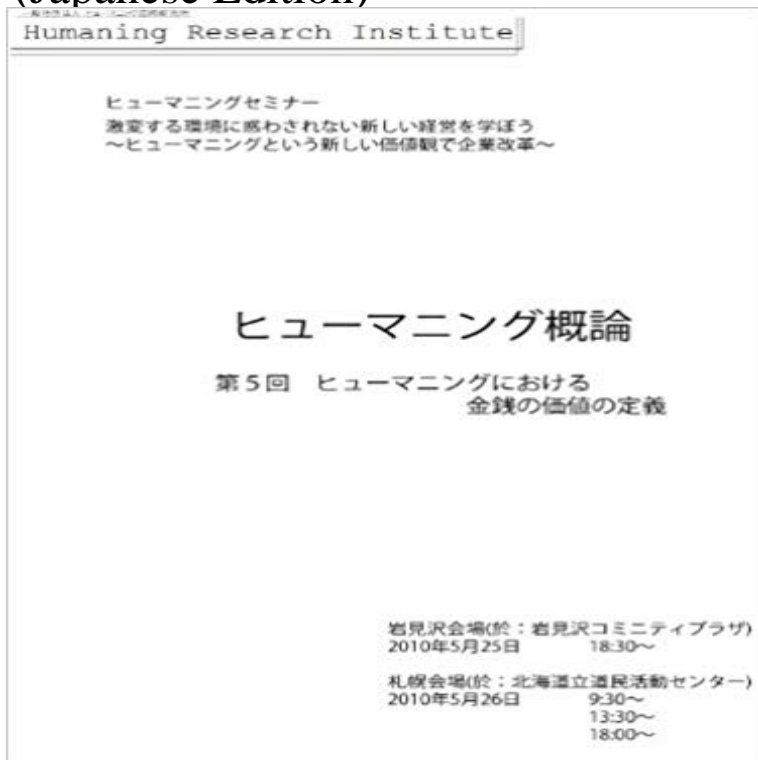 (Japanese Edition)
Humaning Research Institute
ヒューマニングセミナー
激変する環境に惑わされない新しい経営を学ぼう
～ヒューマニングという新しい価値観で企業改革～
ヒューマニング概論
第5回 ヒューマニングにおける
金銭の価値の定義
岩見沢会場(於：岩見沢コミニティプラザ)
2010年5月25日 18:30～
札幌会場(於：北海道立道民活動センター)
2010年5月26日 9:30～
13:30～
18:00～